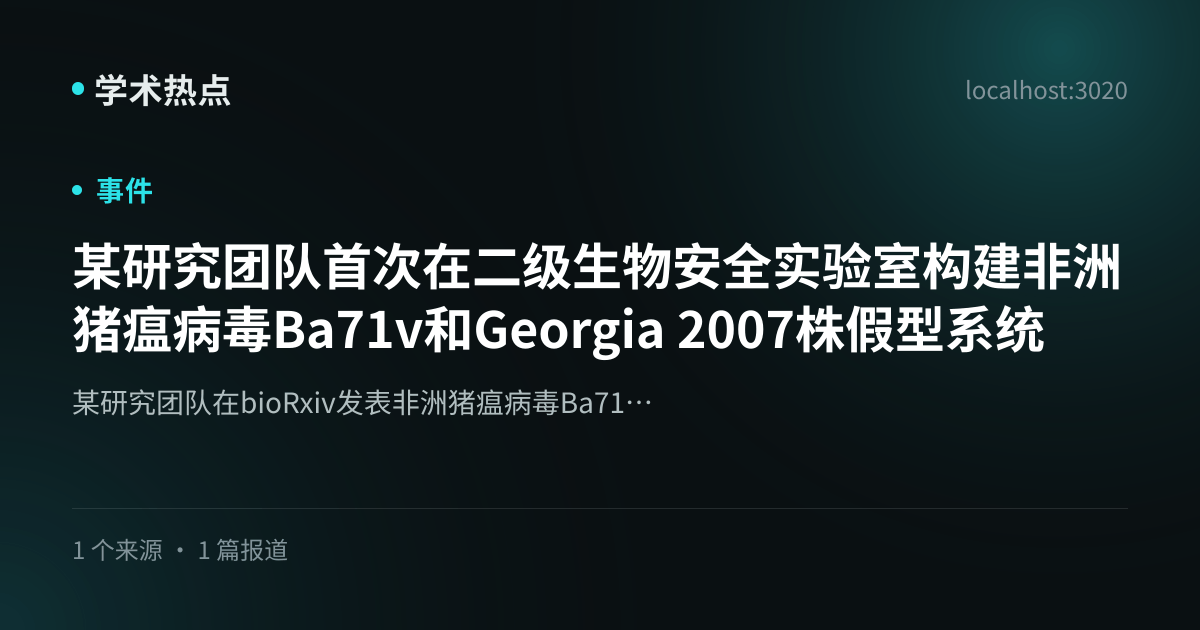 学术热点
localhost:3020
事件
某研究团队首次在二级生物安全实验室构建非洲
猪瘟病毒Ba71v和Georgia 2007株假型系统
某研究团队在bioRxiv发表非洲猪瘟病毒Ba71…
1 个来源 · 1 篇报道